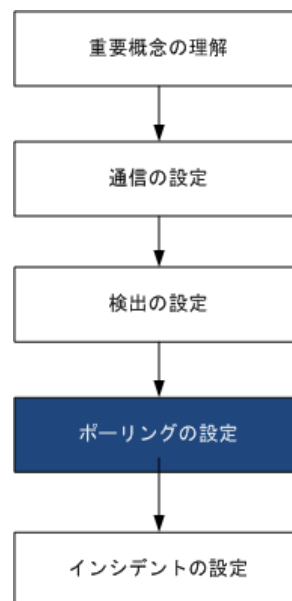 重要概念の理解
通信の設定
検出の設定
ポーリングの設定
インシデントの設定